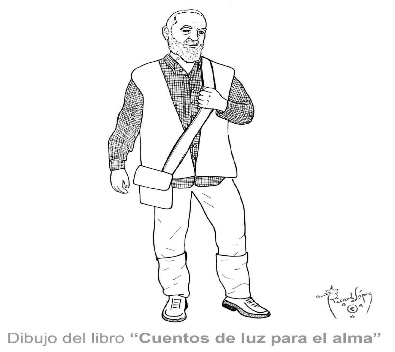 Dibujo del libro “Cuentos de luz para el alma”